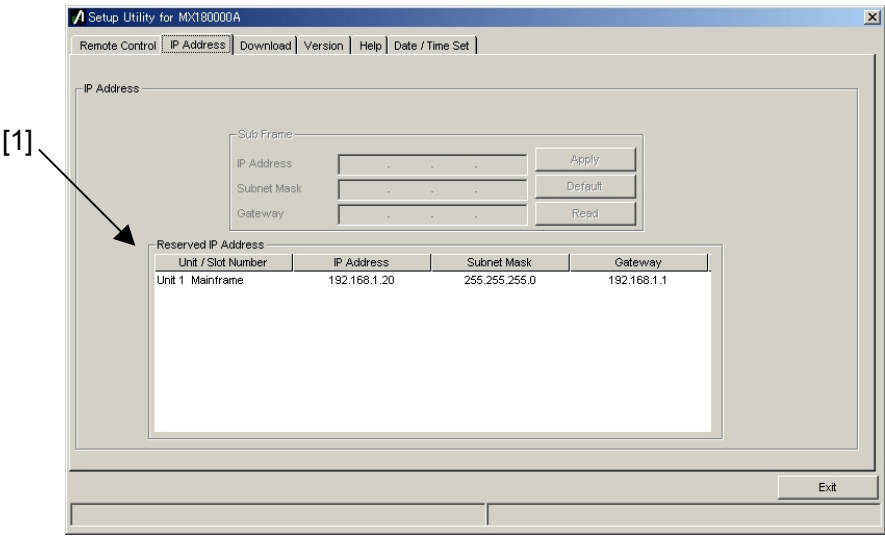 Setup Utility for MX180000A
Remote Control IP Address Download Version Help Date / Time Set
IP Address
[1]
Sub Frame
IP Address . . . Apply
Subnet Mask . . . Default
Gateway . . . Read
Reserved IP Address
Unit / Slot Number IP Address Subnet Mask Gateway
Unit 1 Mainframe 192.168.1.20 255.255.255.0 192.168.1.1
Exit